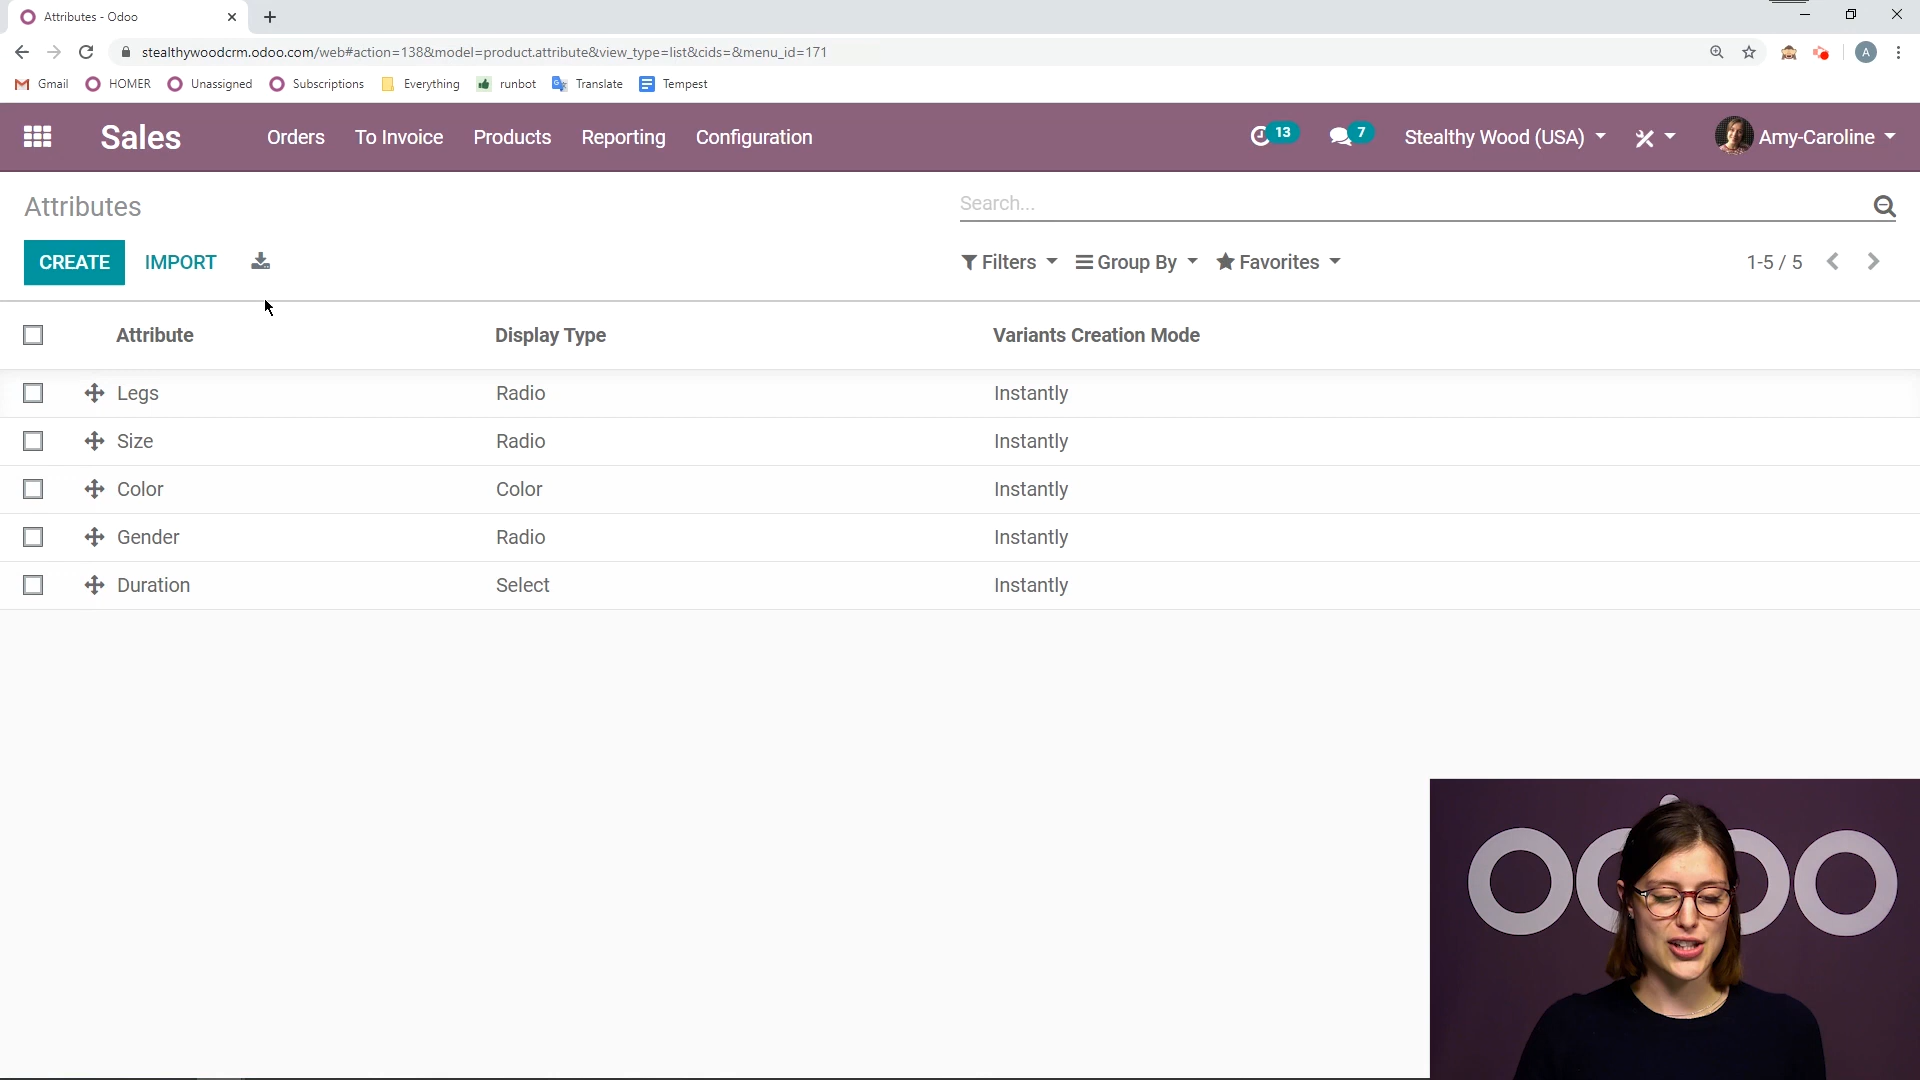 Attributes - Odoo
stealthywoodcrm.odoo.com/web#action=138&model=product.attribute&view_type=list&cids=&menu_id=171
A
Gmail HOMER Unassigned Subscriptions Everything runbot Translate Tempest
Sales Orders To Invoice Products Reporting Configuration 13 7 Stealthy Wood (USA) Amy-Caroline
Attributes Search...
CREATE IMPORT Filters Group By Favorites 1-5 / 5
Attribute Display Type Variants Creation Mode
Legs Radio Instantly
Size Radio Instantly
Color Color Instantly
Gender Radio Instantly
Duration Select Instantly
odoo